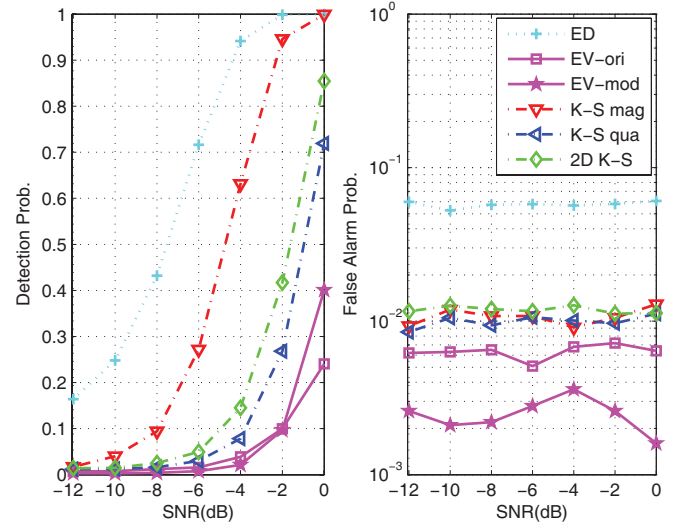 1
0.9
0.8
0.7
0.6
0.5
0.4
0.3
0.2
0.1
0
Detection Prob.
−12 −10 −8 −6 −4 −2 0
SNR(dB)
10^0
10^−1
10^−2
10^−3
False Alarm Prob.
−12 −10 −8 −6 −4 −2 0
SNR(dB)
ED
EV−ori
EV−mod
K−S mag
K−S qua
2D K−S